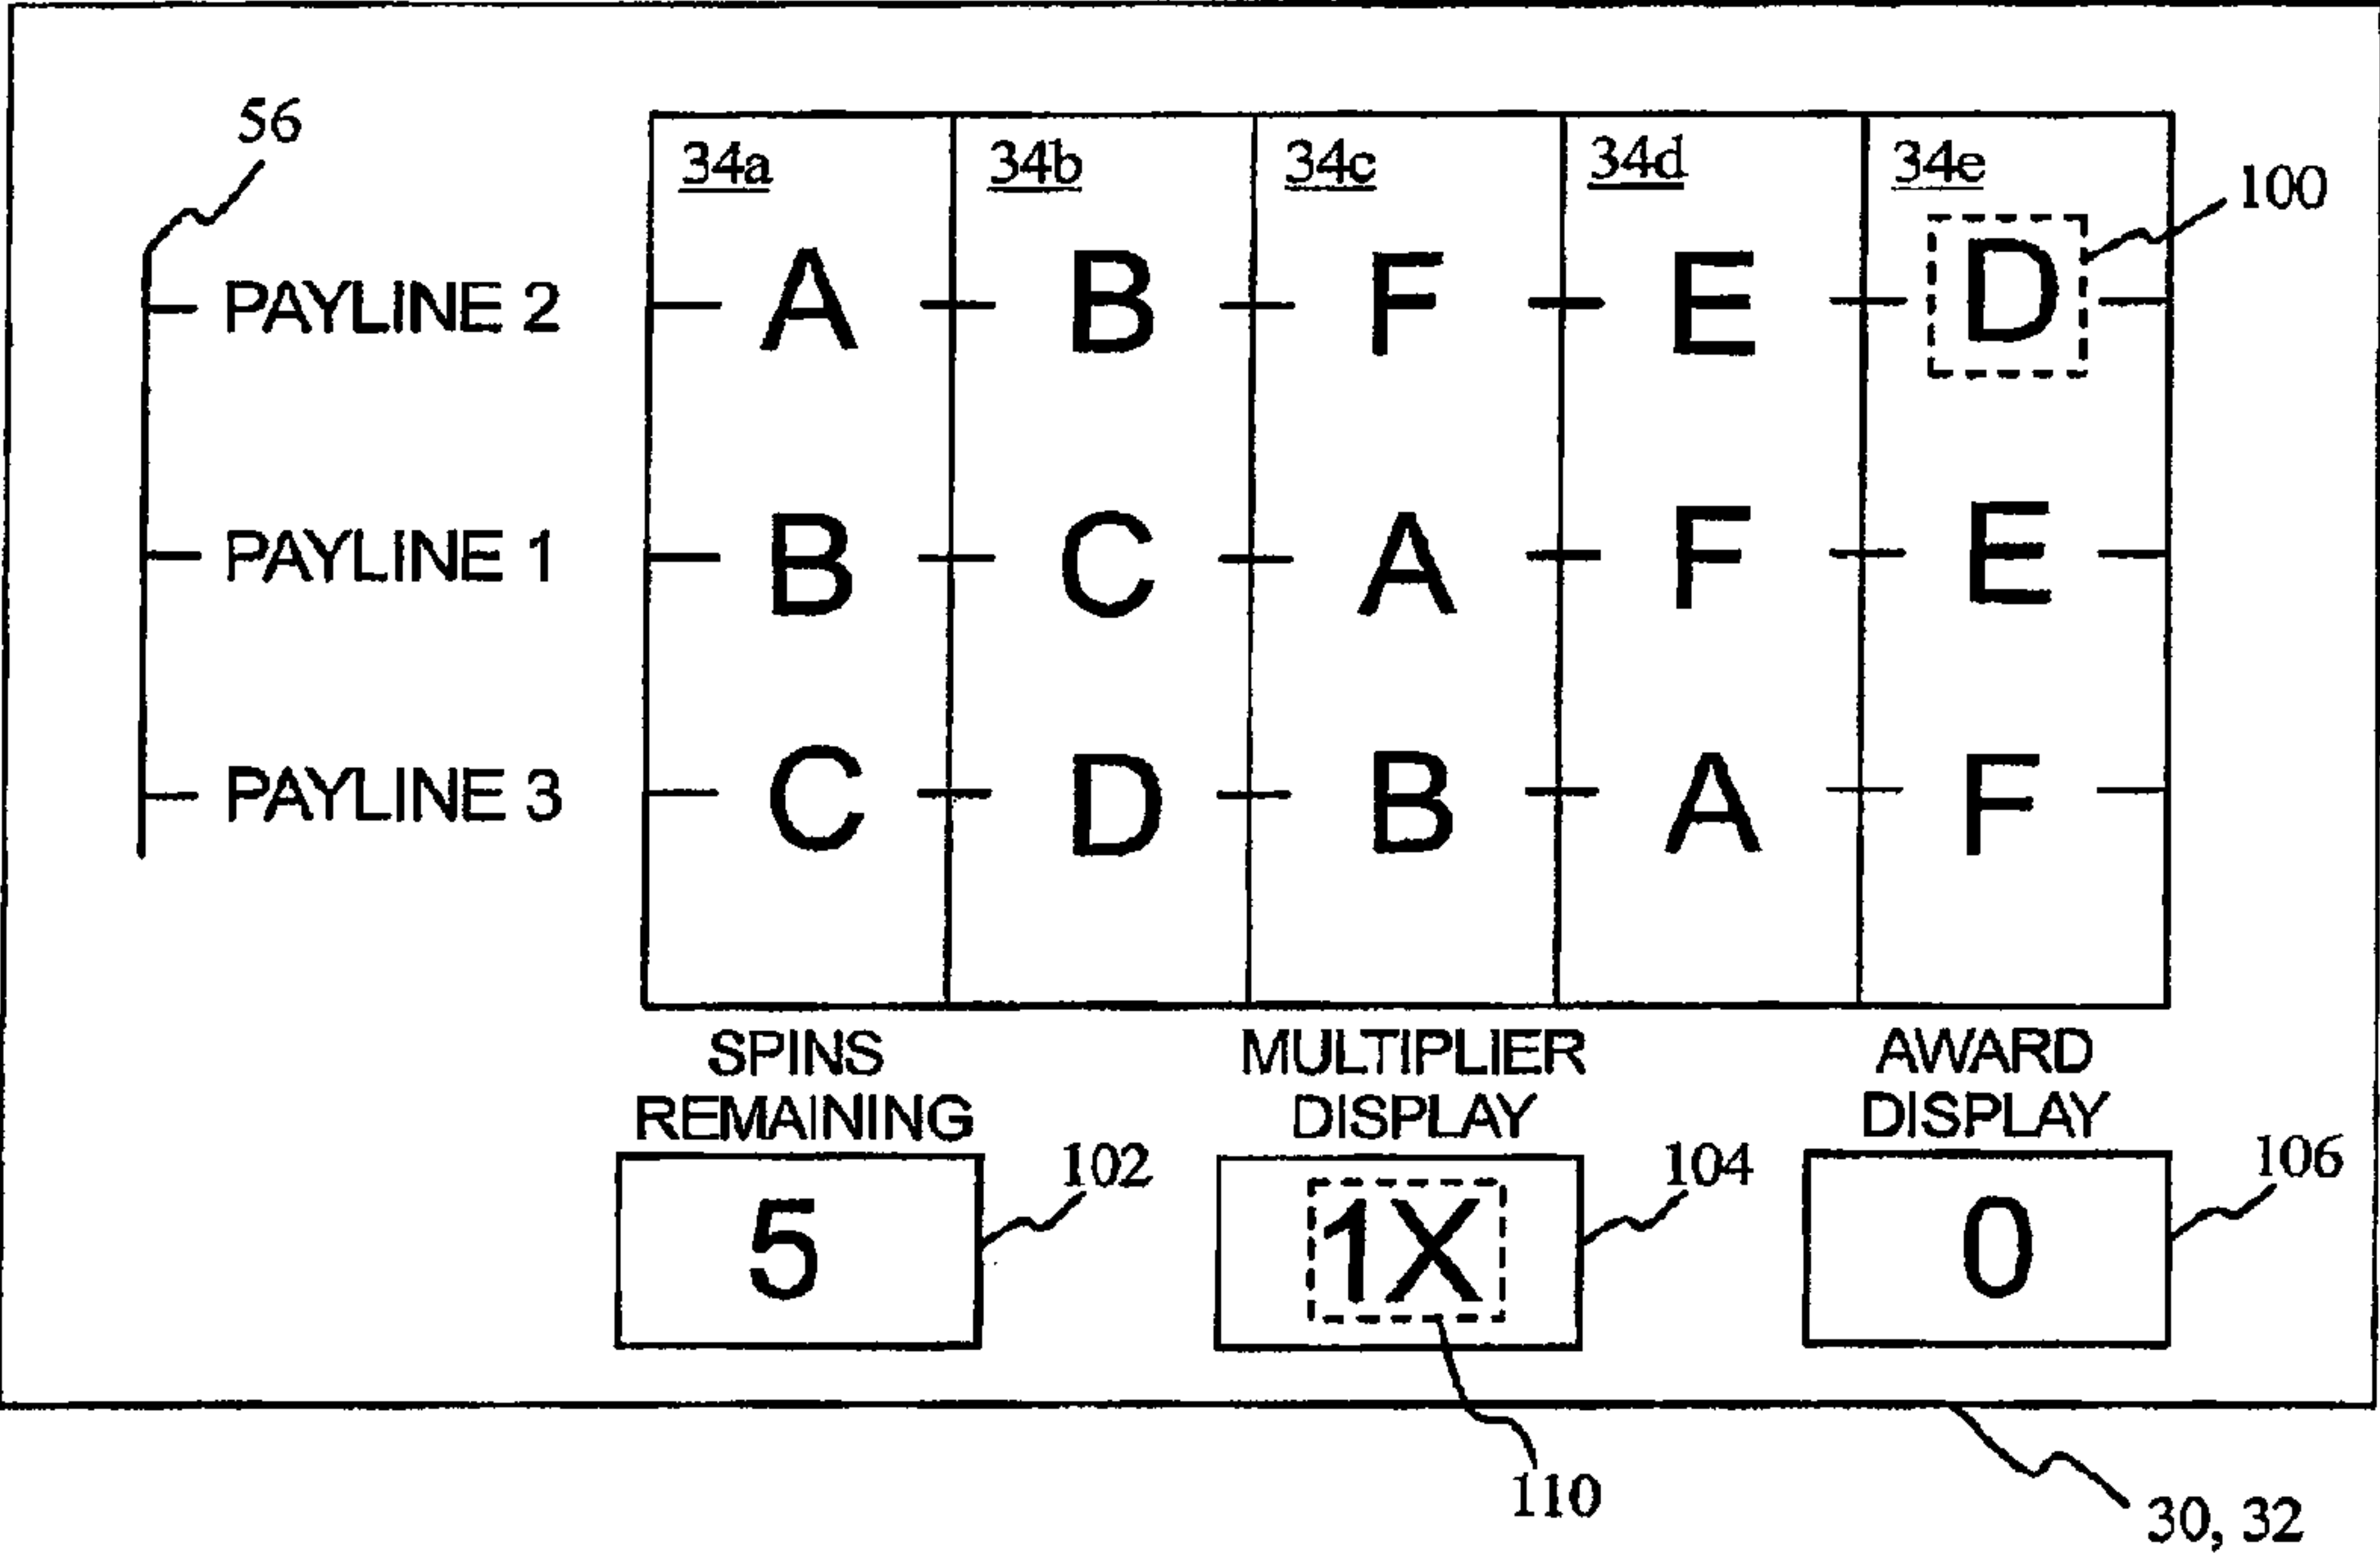 56
34a 34b 34c 34d 34e
100
PAYLINE 2 A B F E D
PAYLINE 1 B C A F E
PAYLINE 3 C D B A F
SPINS REMAINING
MULTIPLIER DISPLAY
AWARD DISPLAY
5 102
1X 104
0 106
110
30, 32